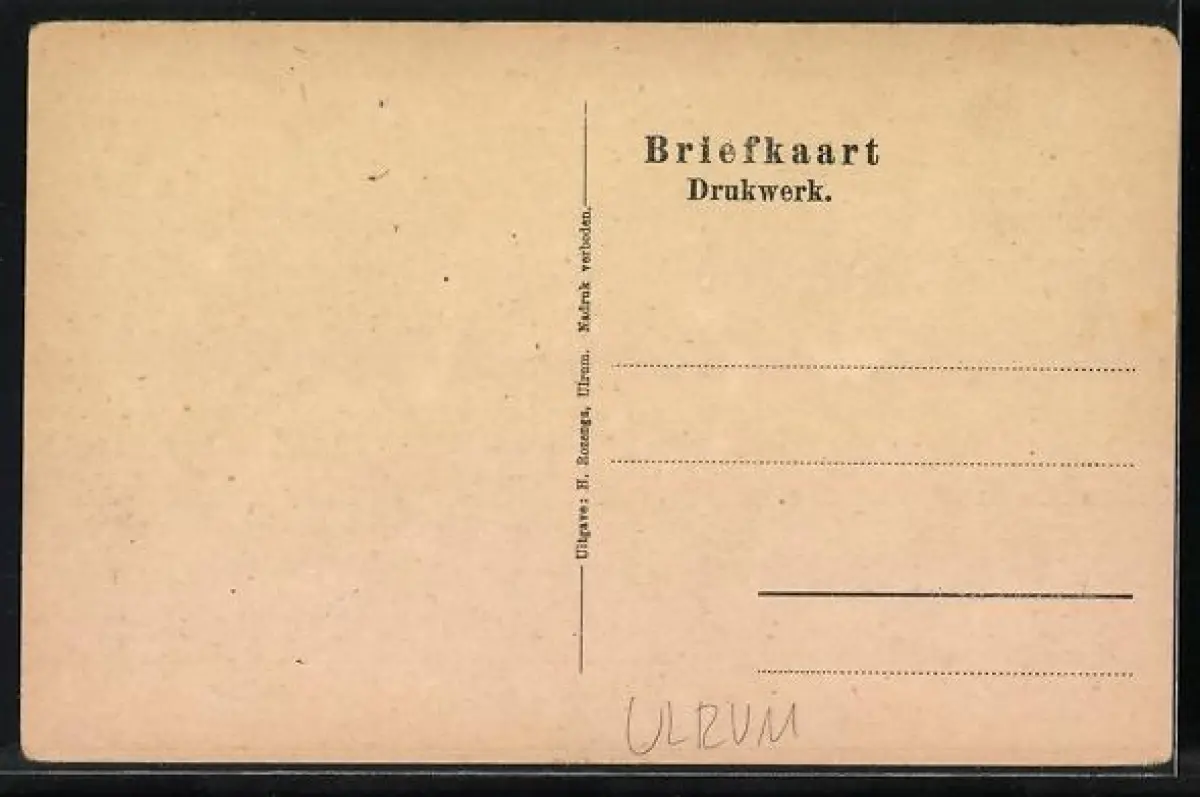 Briefkaart
Drukwerk.
Uitgave: H. Rozenga, Ulrum. Nadruk verboden.
ULRUM